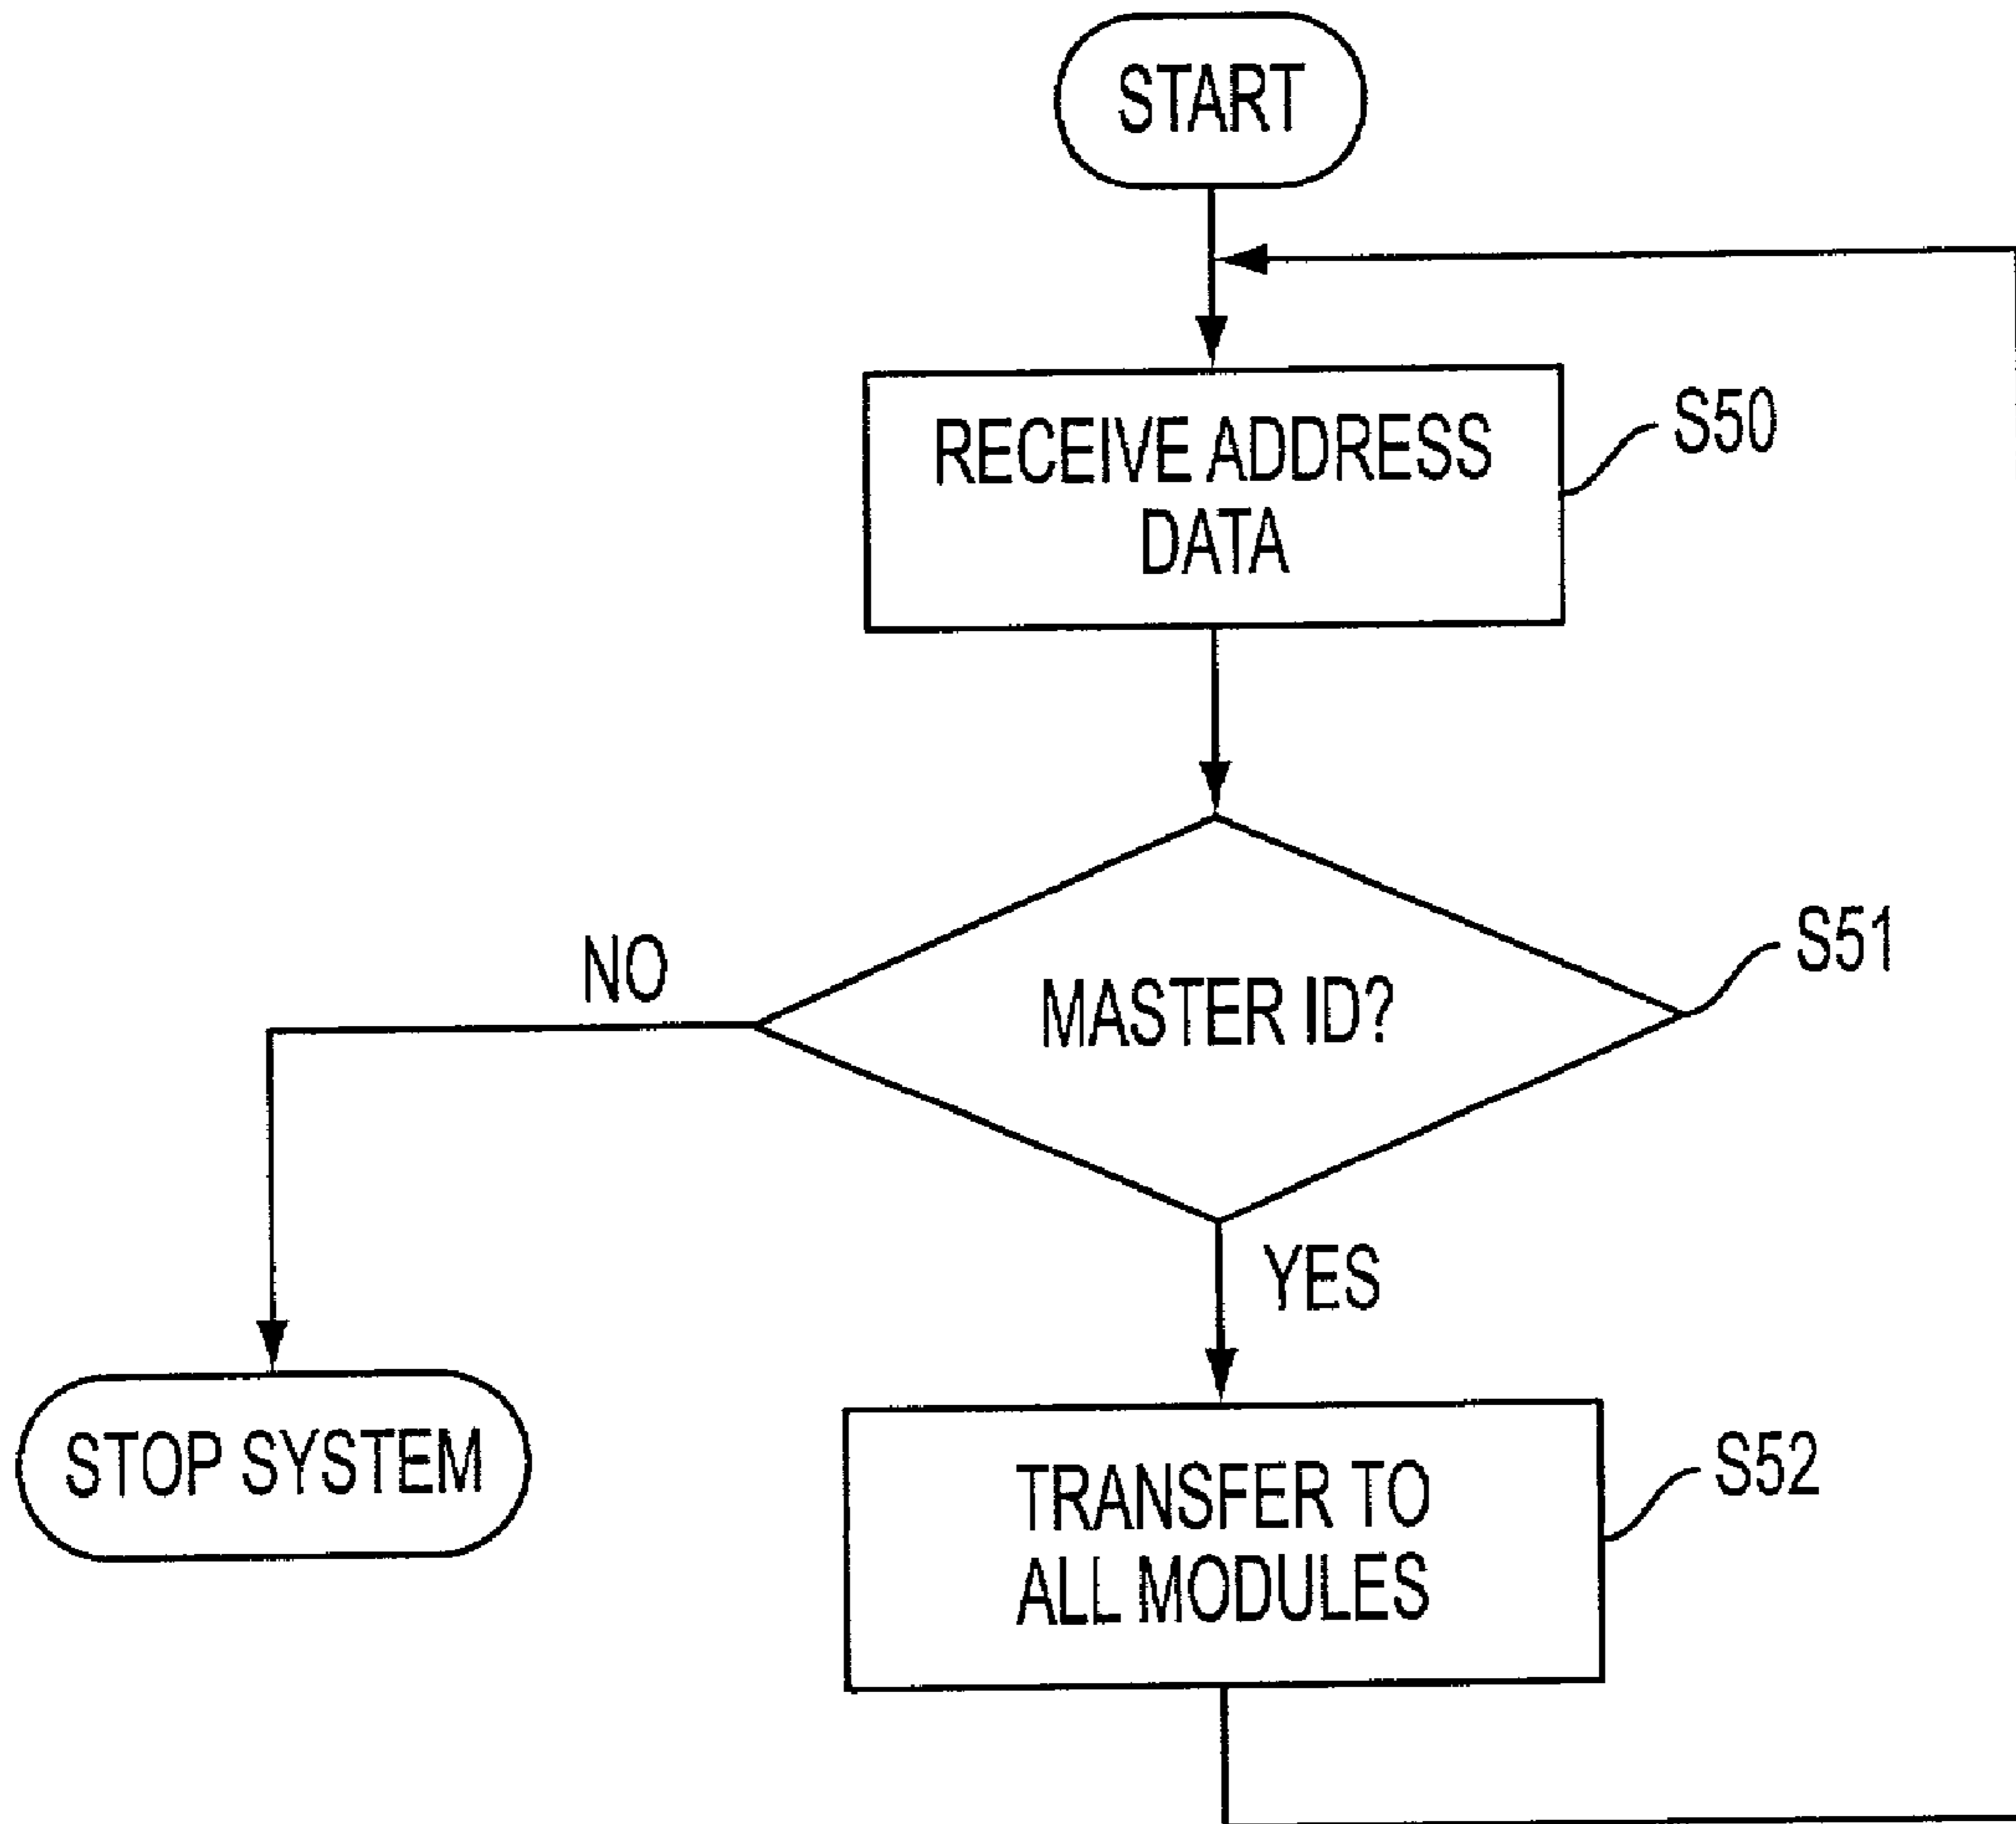 START
RECEIVE ADDRESS
DATA
S50
MASTER ID?
S51
NO
YES
STOP SYSTEM
TRANSFER TO
ALL MODULES
S52